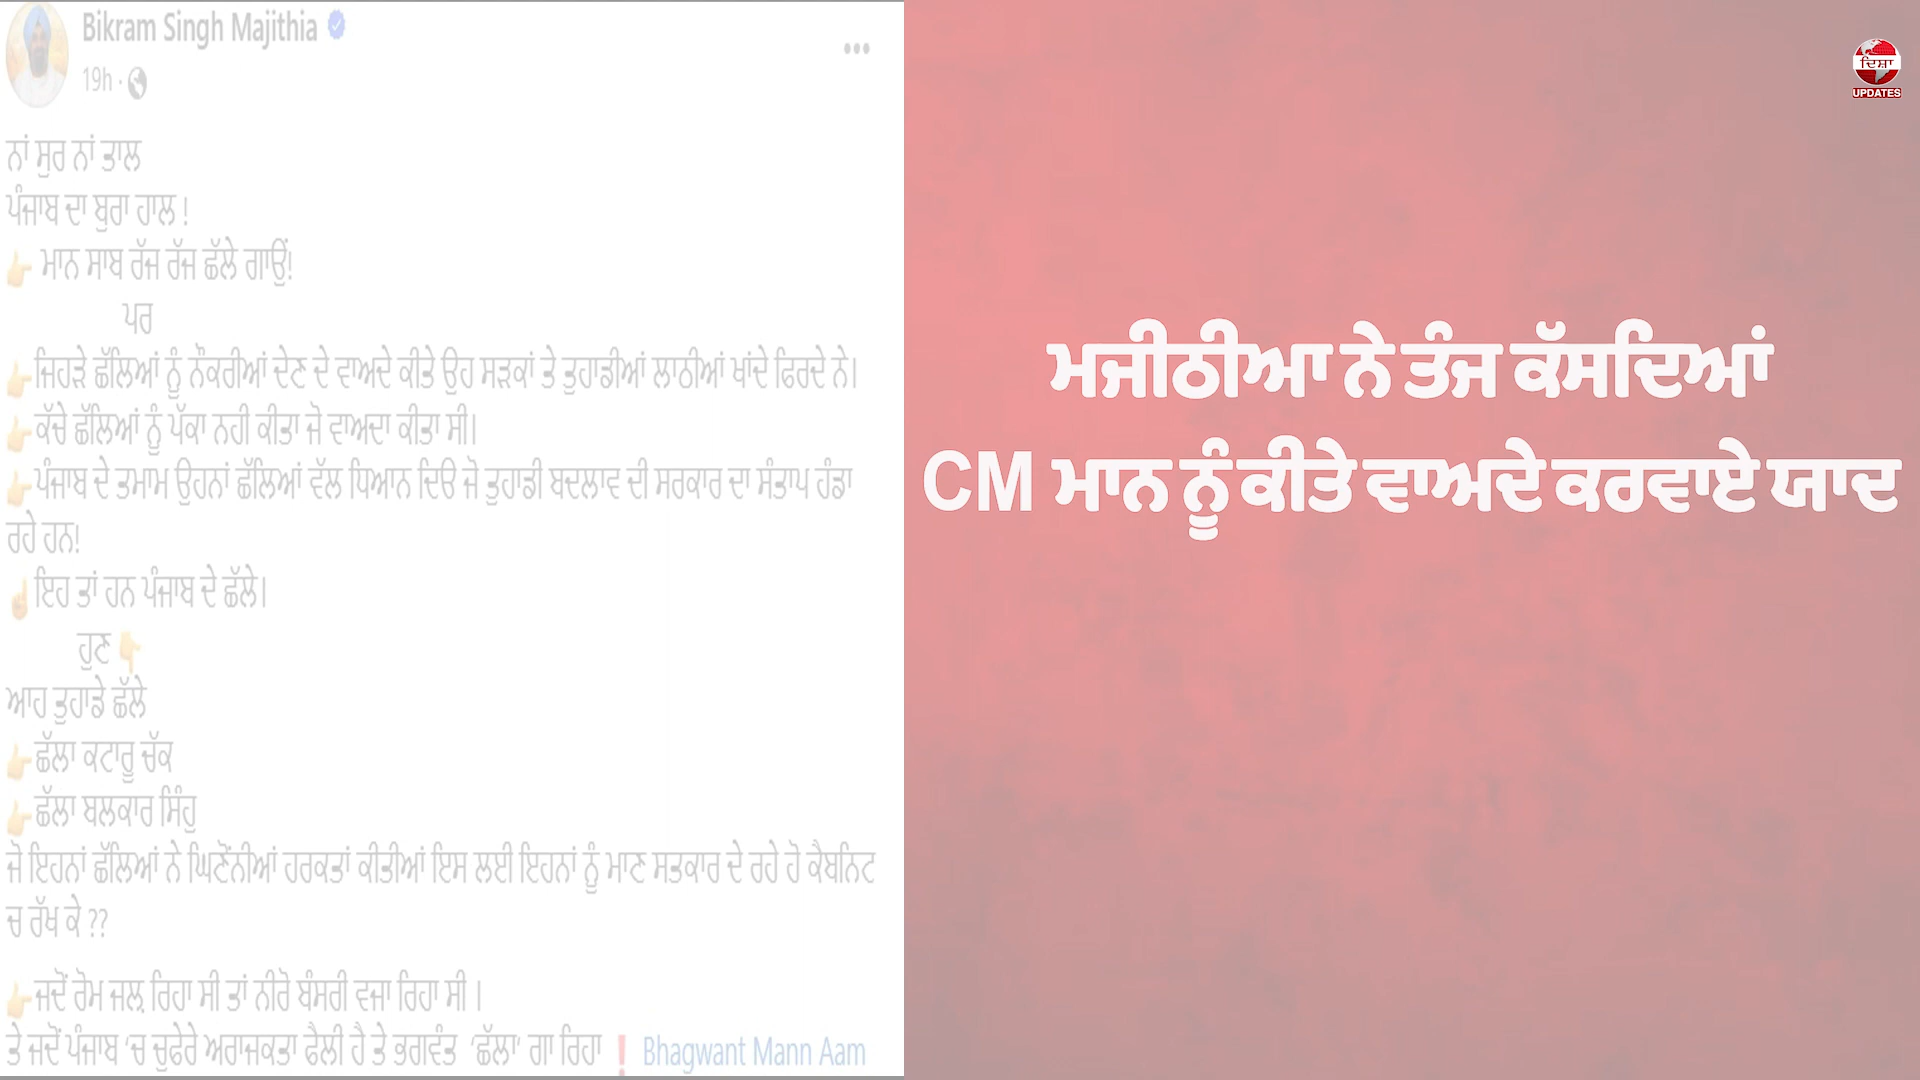 Bikram Singh Majithia
19h ·
ਨਾਂ ਸੁਰ ਨਾਂ ਤਾਲ
ਪੰਜਾਬ ਦਾ ਬੁਰਾ ਹਾਲ !
👉 ਮਾਨ ਸਾਬ ਰੱਜ ਰੱਜ ਛੱਲੇ ਗਾਉਂ!
ਪਰ
👉ਜਿਹੜੇ ਛੱਲਿਆਂ ਨੂੰ ਨੌਕਰੀਆਂ ਦੇਣ ਦੇ ਵਾਅਦੇ ਕੀਤੇ ਉਹ ਸੜਕਾਂ ਤੇ ਤੁਹਾਡੀਆਂ ਲਾਠੀਆਂ ਖਾਂਦੇ ਫਿਰਦੇ ਨੇ।
👉ਕੱਚੇ ਛੱਲਿਆਂ ਨੂੰ ਪੱਕਾ ਨਹੀ ਕੀਤਾ ਜੋ ਵਾਅਦਾ ਕੀਤਾ ਸੀ।
👉ਪੰਜਾਬ ਦੇ ਤਮਾਮ ਉਹਨਾਂ ਛੱਲਿਆਂ ਵੱਲ ਧਿਆਨ ਦਿੳ ਜੋ ਤੁਹਾਡੀ ਬਦਲਾਵ ਦੀ ਸਰਕਾਰ ਦਾ ਸੰਤਾਪ ਹੰਡਾ
ਰਹੇ ਹਨ!
☝ਇਹ ਤਾਂ ਹਨ ਪੰਜਾਬ ਦੇ ਛੱਲੇ।
ਹੁਣ 👇
ਆਹ ਤੁਹਾਡੇ ਛੱਲੇ
👉ਛੱਲਾ ਕਟਾਰੂ ਚੱਕ
👉ਛੱਲਾ ਬਲਕਾਰ ਸਿੰਹੁ
ਜੋ ਇਹਨਾਂ ਛੱਲਿਆਂ ਨੇ ਘਿਣੌਨੀਆਂ ਹਰਕਤਾਂ ਕੀਤੀਆਂ ਇਸ ਲਈ ਇਹਨਾਂ ਨੂੰ ਮਾਣ ਸਤਕਾਰ ਦੇ ਰਹੇ ਹੋ ਕੈਬਨਿਟ
ਚ ਰੱਖ ਕੇ ??
👉ਜਦੋਂ ਰੋਮ ਜਲ਼ ਰਿਹਾ ਸੀ ਤਾਂ ਨੀਰੋ ਬੰਸਰੀ ਵਜਾ ਰਿਹਾ ਸੀ ।
ਤੇ ਜਦੋਂ ਪੰਜਾਬ 'ਚ ਚੁਫੇਰੇ ਅਰਾਜਕਤਾ ਫੈਲੀ ਹੈ ਤੇ ਭਗਵੰਤ 'ਛੱਲਾ' ਗਾ ਰਿਹਾ ❗ Bhagwant Mann Aam
ਮਜੀਠੀਆ ਨੇ ਤੰਜ ਕੱਸਦਿਆਂ
CM ਮਾਨ ਨੂੰ ਕੀਤੇ ਵਾਅਦੇ ਕਰਵਾਏ ਯਾਦ
ਦਿਸ਼ਾ
UPDATES